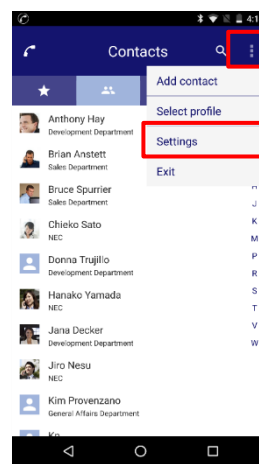 4:1
Contacts
Add contact
Select profile
Settings
Exit
Anthony Hay
Development Department
Brian Anstett
Sales Department
Bruce Spurrier
Sales Department
Chieko Sato
NEC
Donna Trujillo
Development Department
Hanako Yamada
NEC
Jana Decker
Development Department
Jiro Nesu
NEC
Kim Provenzano
General Affairs Department
J
K
M
P
R
S
T
V
W